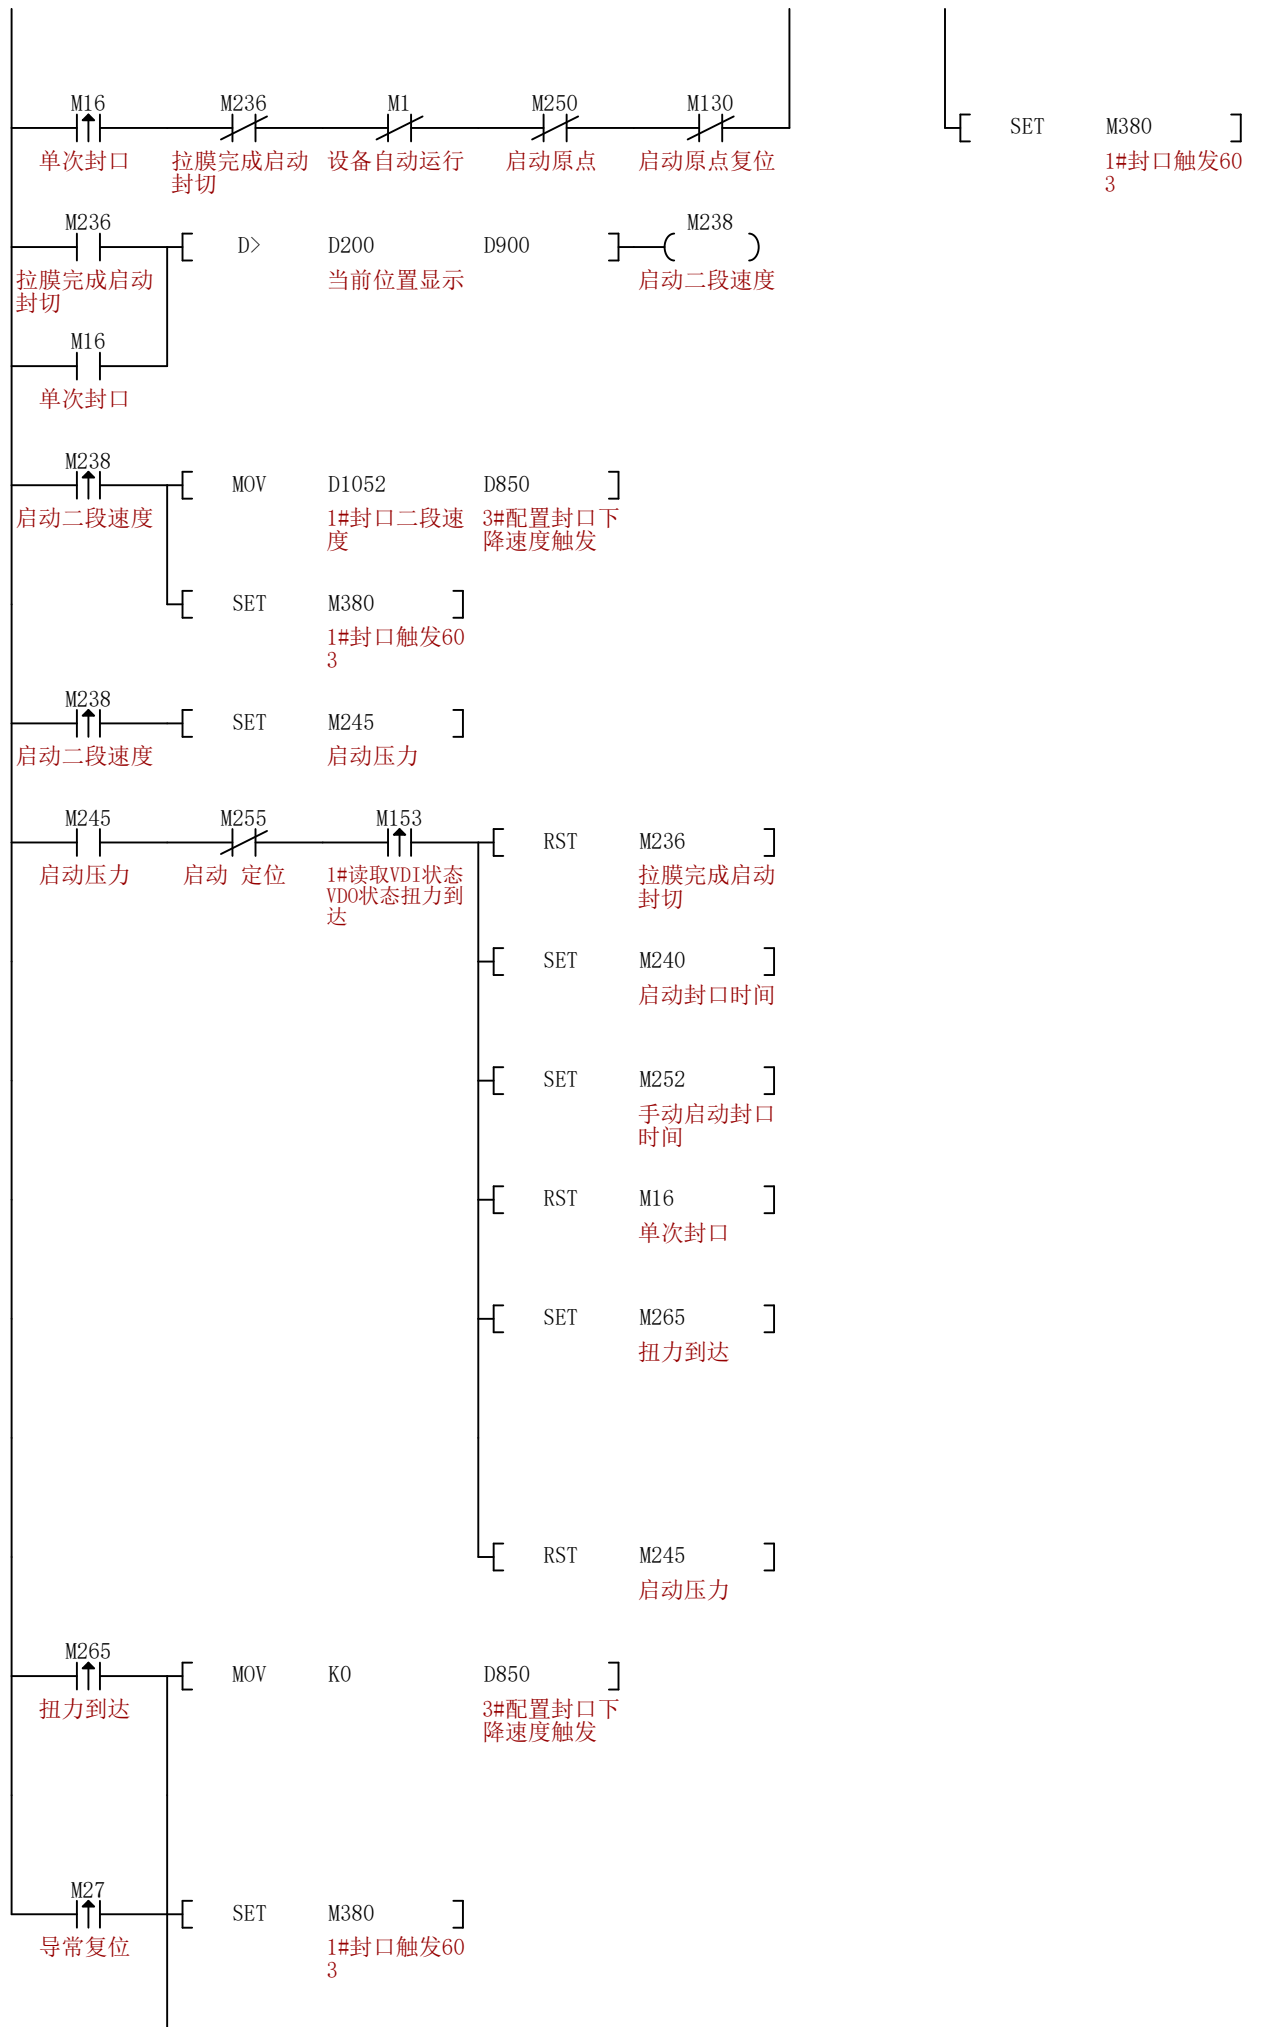 M16 M236 M1 M250 M130
SET M380
单次封口 拉膜完成启动 设备自动运行 启动原点 启动原点复位 1#封口触发60
封切 3
M236 M238
D> D200 D900
拉膜完成启动 当前位置显示 启动二段速度
封切
M16
单次封口
M238
MOV D1052 D850
启动二段速度 1#封口二段速 3#配置封口下
度 降速度触发
SET M380
1#封口触发60
3
M238
SET M245
启动二段速度 启动压力
M245 M255 M153
RST M236
启动压力 启动 定位 1#读取VDI状态 拉膜完成启动
VDO状态扭力到 封切
达
SET M240
启动封口时间
SET M252
手动启动封口
时间
RST M16
单次封口
SET M265
扭力到达
RST M245
启动压力
M265
MOV K0 D850
扭力到达 3#配置封口下
降速度触发
M27
SET M380
导常复位 1#封口触发60
3